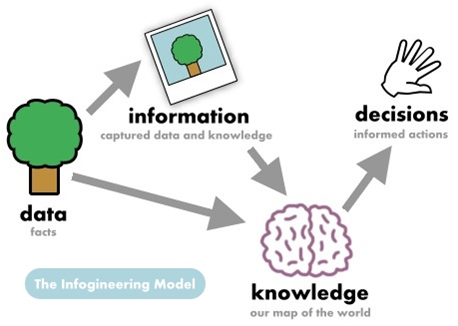 information
captured data and knowledge
decisions
informed actions
data
facts
The Infogineering Model
knowledge
our map of the world